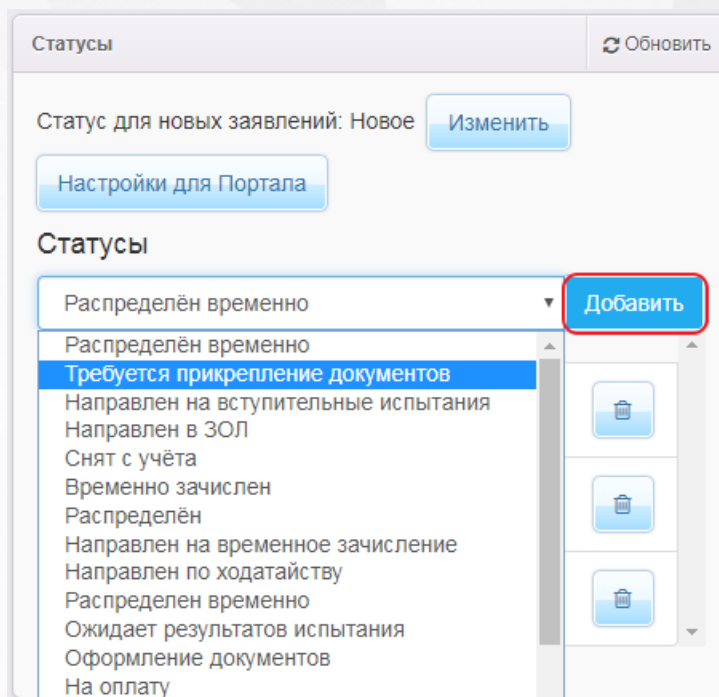 Статусы
Обновить
Статус для новых заявлений: Новое
Изменить
Настройки для Портала
Статусы
Распределён временно
Добавить
Распределён временно
Требуется прикрепление документов
Направлен на вступительные испытания
Направлен в ЗОЛ
Снят с учёта
Временно зачислен
Распределён
Направлен на временное зачисление
Направлен по ходатайству
Распределен временно
Ожидает результатов испытания
Оформление документов
На оплату